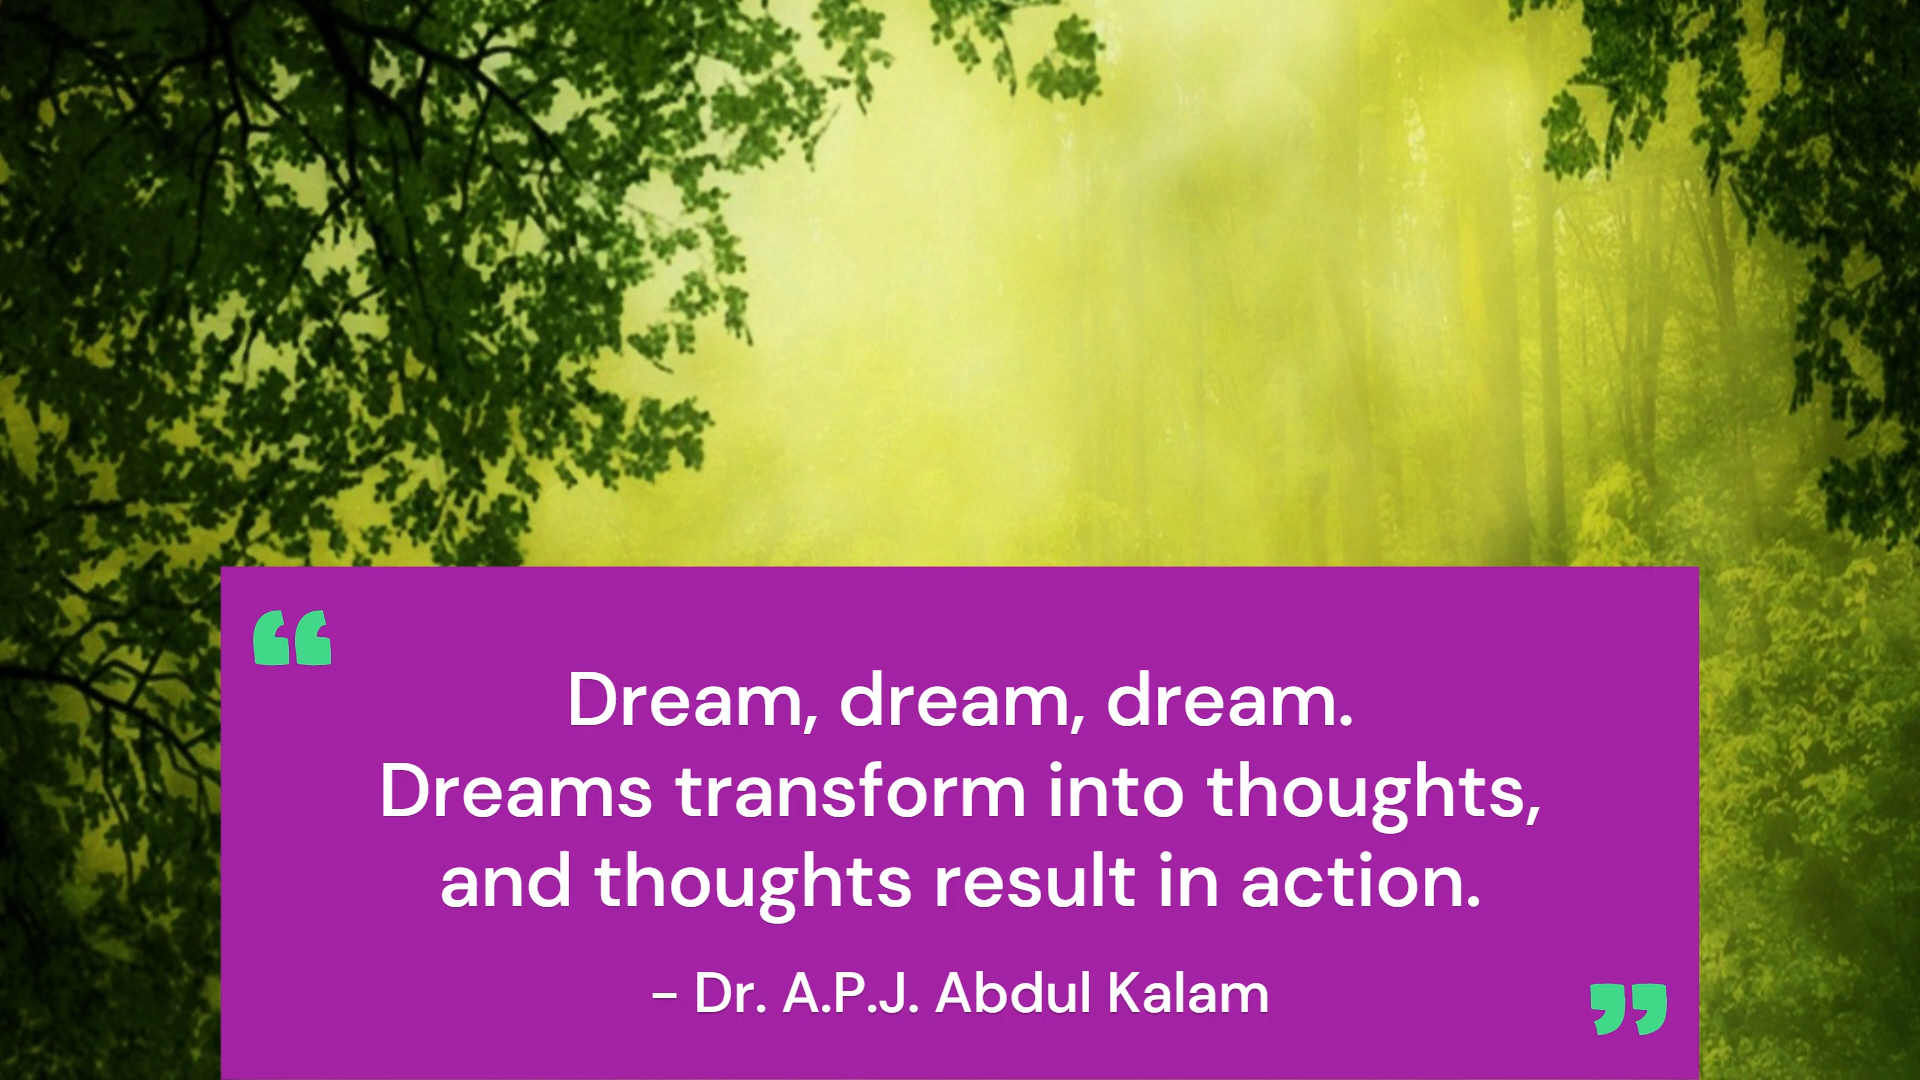 “
Dream, dream, dream.
Dreams transform into thoughts,
and thoughts result in action.
– Dr. A.P.J. Abdul Kalam
”